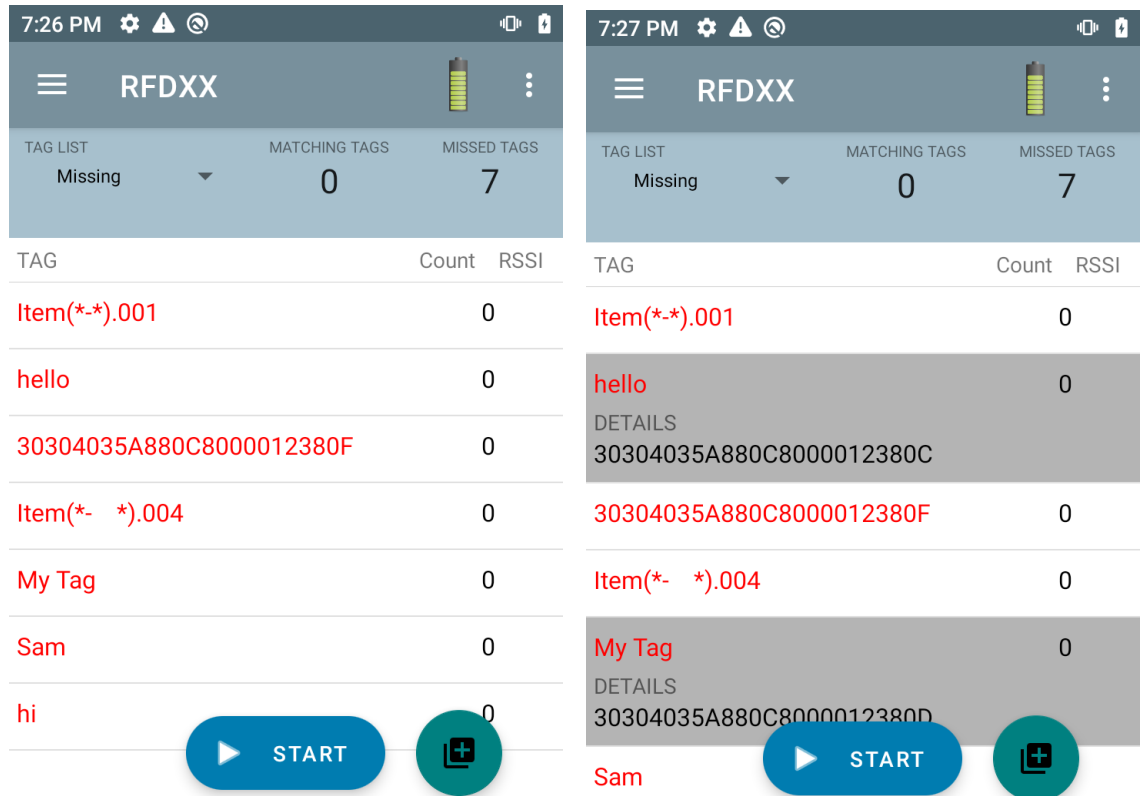 7:26 PM
RFDXX
TAG LIST MATCHING TAGS MISSED TAGS
Missing 0 7
TAG Count RSSI
Item(*-*).001 0
hello 0
30304035A880C8000012380F 0
Item(*-   *).004 0
My Tag 0
Sam 0
hi 0
START
7:27 PM
RFDXX
TAG LIST MATCHING TAGS MISSED TAGS
Missing 0 7
TAG Count RSSI
Item(*-*).001 0
hello 0
DETAILS
30304035A880C8000012380C
30304035A880C8000012380F 0
Item(*-   *).004 0
My Tag 0
DETAILS
30304035A880C8000012380D
Sam
START